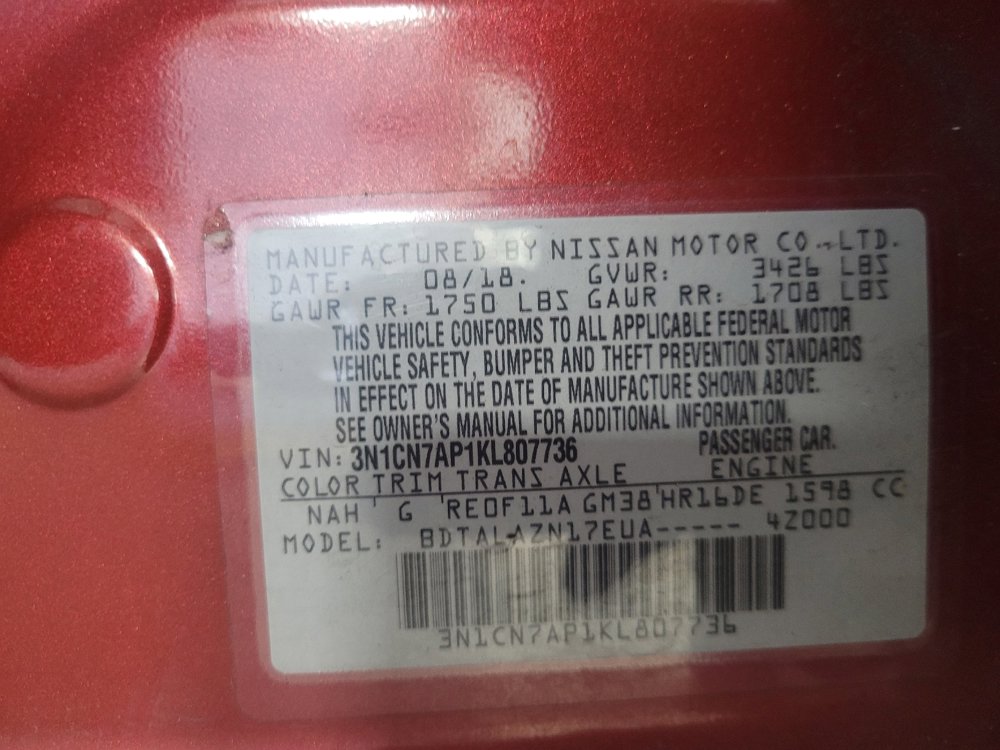 MANUFACTURED BY NISSAN MOTOR CO.,LTD.
DATE: 08/18. GVWR: 3426 LBS
GAWR FR: 1750 LBS GAWR RR: 1708 LBS
THIS VEHICLE CONFORMS TO ALL APPLICABLE FEDERAL MOTOR
VEHICLE SAFETY, BUMPER AND THEFT PREVENTION STANDARDS
IN EFFECT ON THE DATE OF MANUFACTURE SHOWN ABOVE.
SEE OWNER'S MANUAL FOR ADDITIONAL INFORMATION.
VIN: 3N1CN7AP1KL807736 PASSENGER CAR.
COLOR TRIM TRANS AXLE ENGINE
NAH G RE0F11A GM38 HR16DE 1598 CC
MODEL: BDTALAZN17EUA----- 4Z000
3N1CN7AP1KL807736